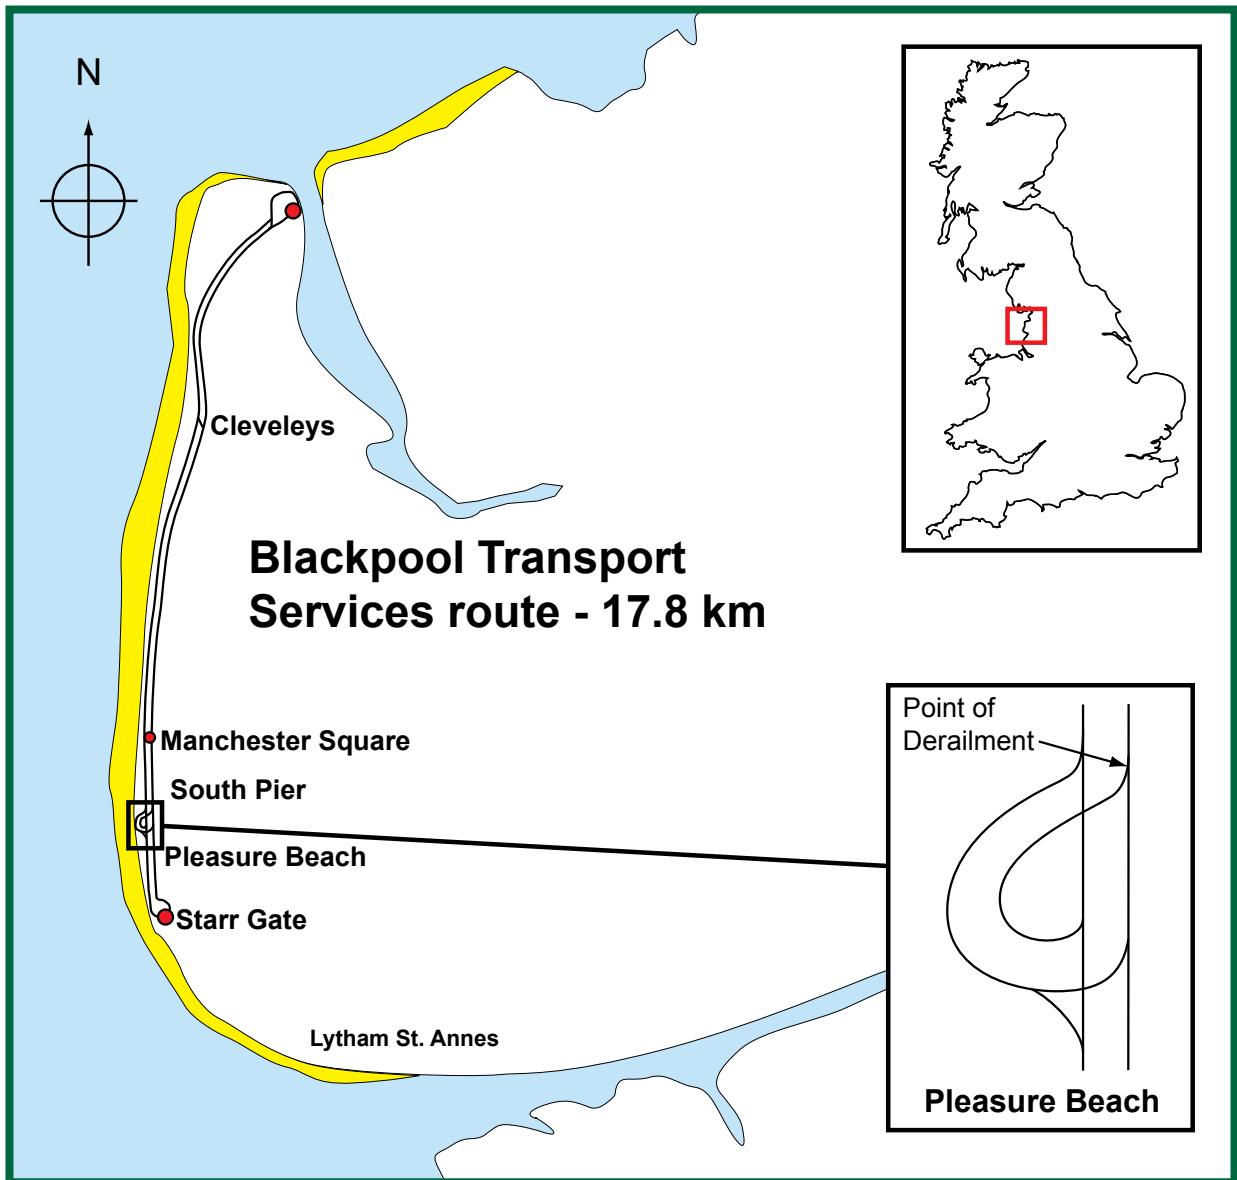 N
Cleveleys
Blackpool Transport
Services route - 17.8 km
Manchester Square
South Pier
Pleasure Beach
Starr Gate
Lytham St. Annes
Point of
Derailment
Pleasure Beach